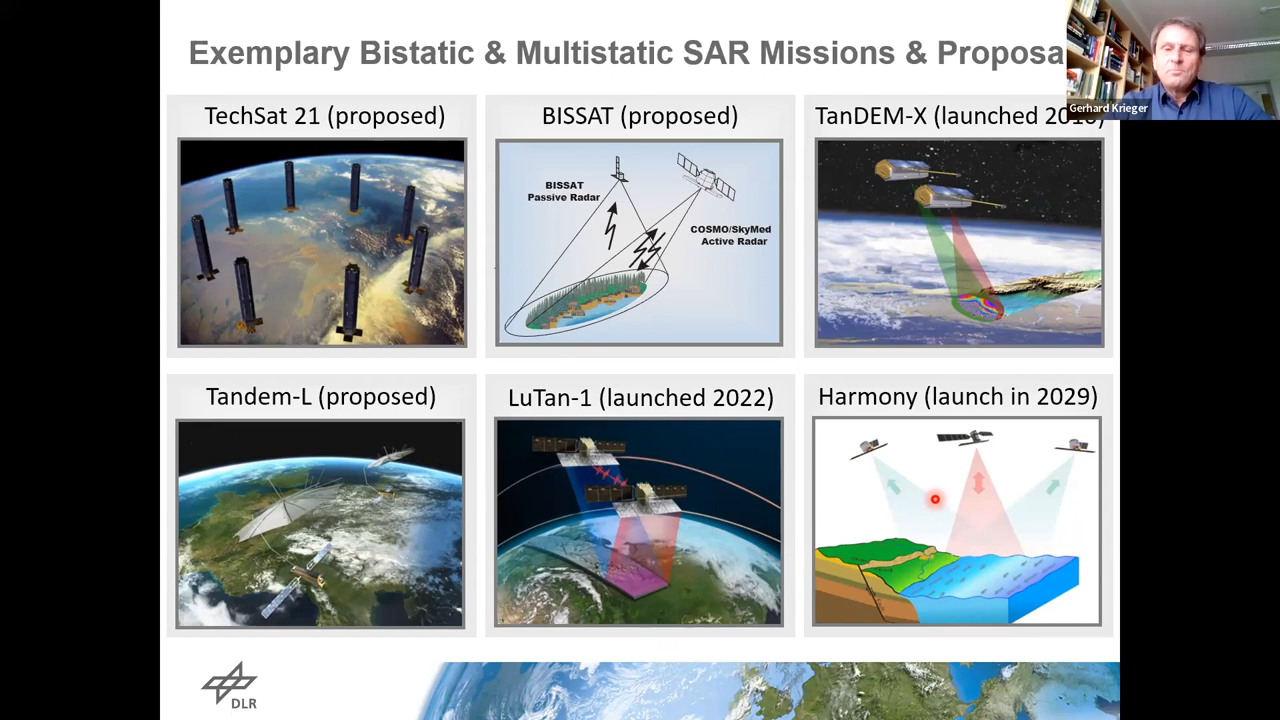 Exemplary Bistatic & Multistatic SAR Missions & Proposa
Gerhard Krieger
TechSat 21 (proposed)
BISSAT (proposed)
TanDEM-X (launched 2010)
BISSAT
Passive Radar
COSMO/SkyMed
Active Radar
Tandem-L (proposed)
LuTan-1 (launched 2022)
Harmony (launch in 2029)
DLR